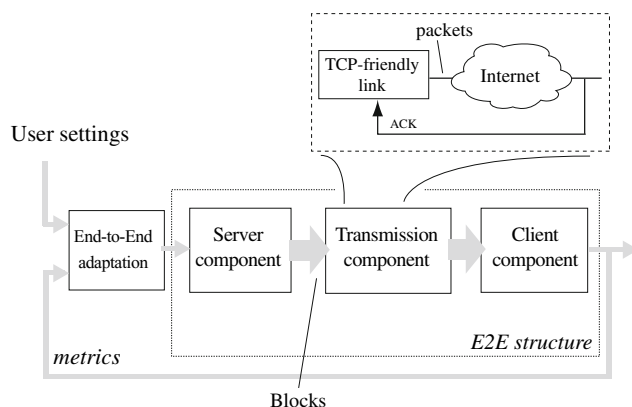 packets
TCP-friendly
link
Internet
ACK
User settings
End-to-End
adaptation
Server
component
Transmission
component
Client
component
E2E structure
metrics
Blocks